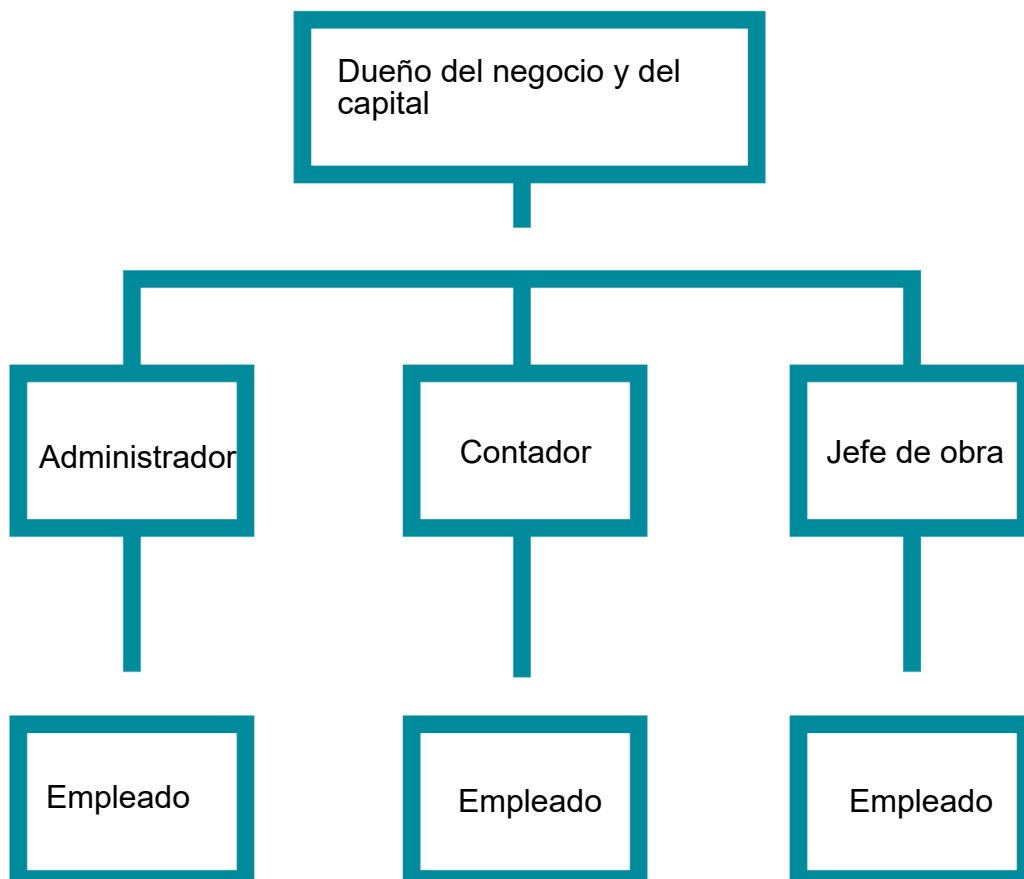 Dueño del negocio y del
capital
Administrador
Contador
Jefe de obra
Empleado
Empleado
Empleado